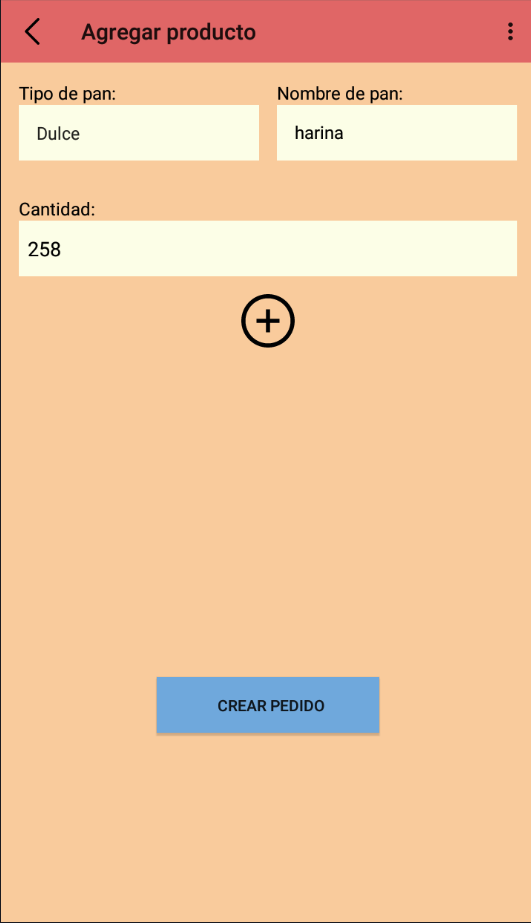 Agregar producto
Tipo de pan:
Nombre de pan:
Dulce
harina
Cantidad:
258
CREAR PEDIDO